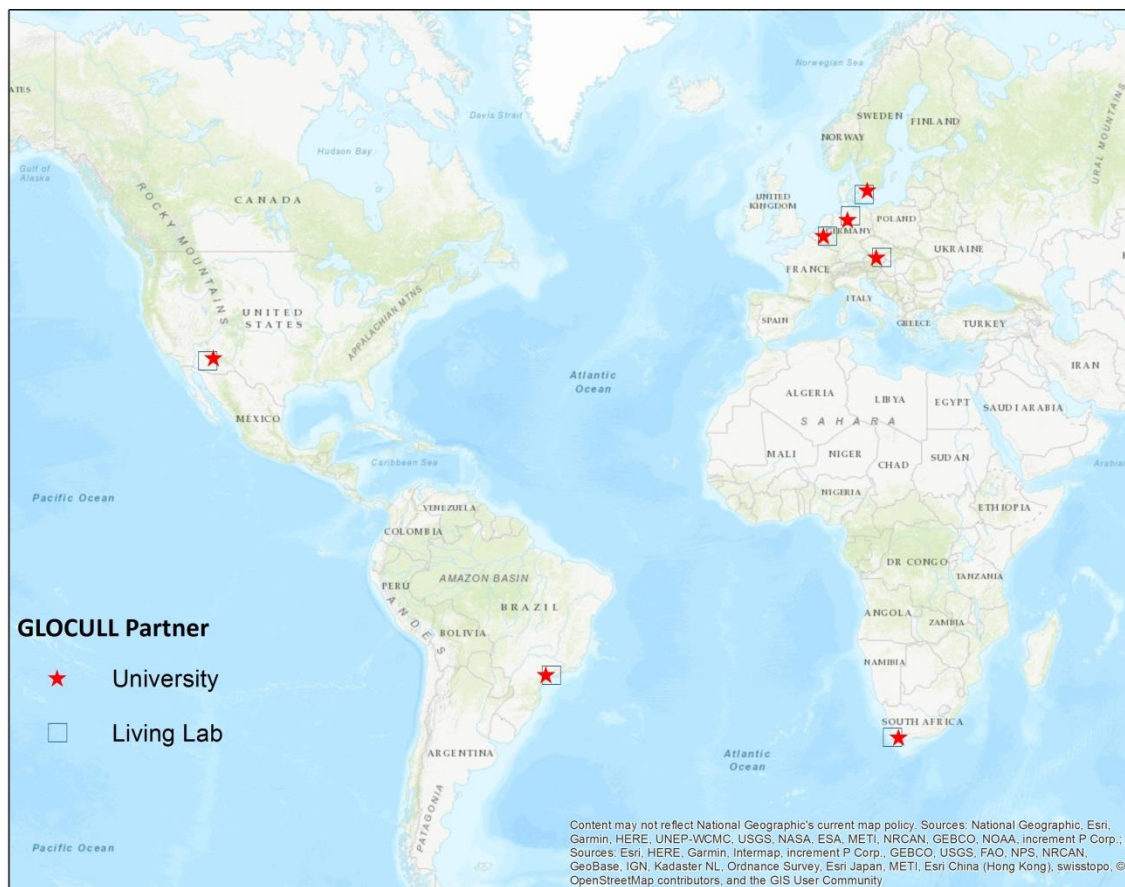 ATES
Gulf of
Alaska
ROCKY MOUNTAINS
CANADA
Hudson Bay
Davis Strait
Norwegian Sea
SWEDEN
FINLAND
NORWAY
URAL MOUNTAINS
UNITED
KINGDOM
POLAND
GERMANY
UKRAINE
FRANCE
ITALY
SPAIN
GREECE
TURKEY
UNITED
STATES
APPALACHIAN MTNS
Atlantic
Ocean
IRAN
ALGERIA
LIBYA
EGYPT
SAUDI ARABIA
SAHARA
MÉXICO
MALI
NIGER
CHAD
SUDAN
Caribbean Sea
Arabian
Pacific Ocean
NIGERIA
ETHIOPIA
VENEZUELA
COLOMBIA
DR CONGO
TANZANIA
PERU
AMAZON BASIN
BRAZIL
ANDES
BOLIVIA
ANGOLA
ZAMBIA
NAMIBIA
SOUTH AFRICA
ARGENTINA
Atlantic
Ocean
PATAGONIA
Pacific Ocean
GLOCULL Partner
University
Living Lab
Content may not reflect National Geographic's current map policy. Sources: National Geographic, Esri,
Garmin, HERE, UNEP-WCMC, USGS, NASA, ESA, METI, NRCAN, GEBCO, NOAA, increment P Corp.;
Sources: Esri, HERE, Garmin, Intermap, increment P Corp., GEBCO, USGS, FAO, NPS, NRCAN,
GeoBase, IGN, Kadaster NL, Ordnance Survey, Esri Japan, METI, Esri China (Hong Kong), swisstopo, ©
OpenStreetMap contributors, and the GIS User Community